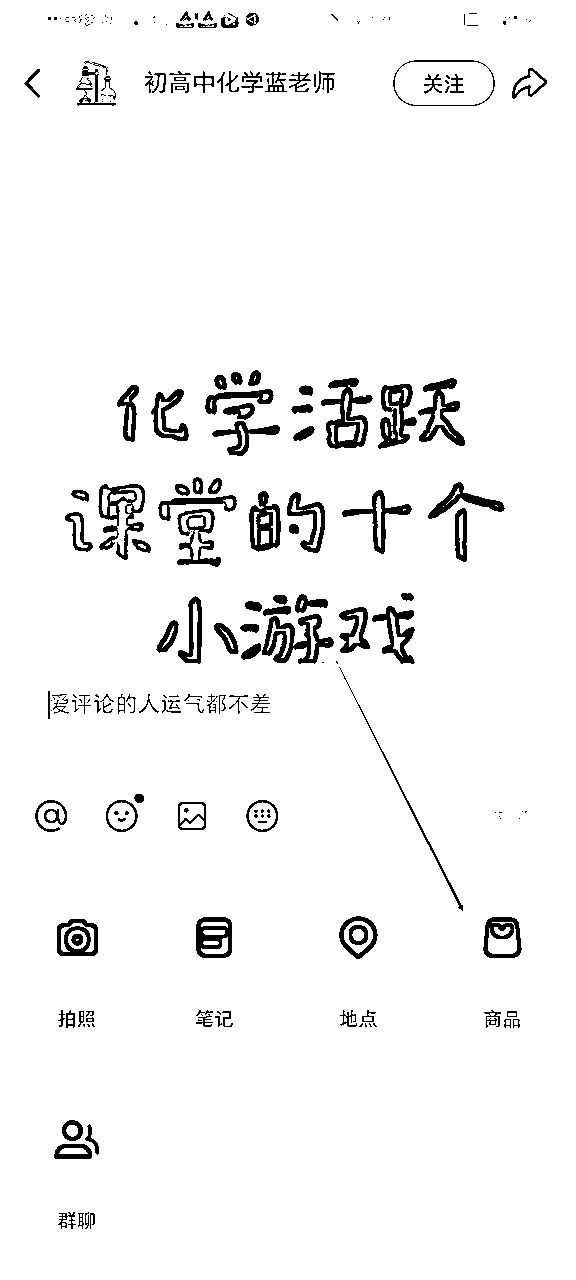 初高中化学蓝老师
关注
化学活跃
课堂的十个
小游戏
爱评论的人运气都不差
拍照
笔记
地点
商品
群聊